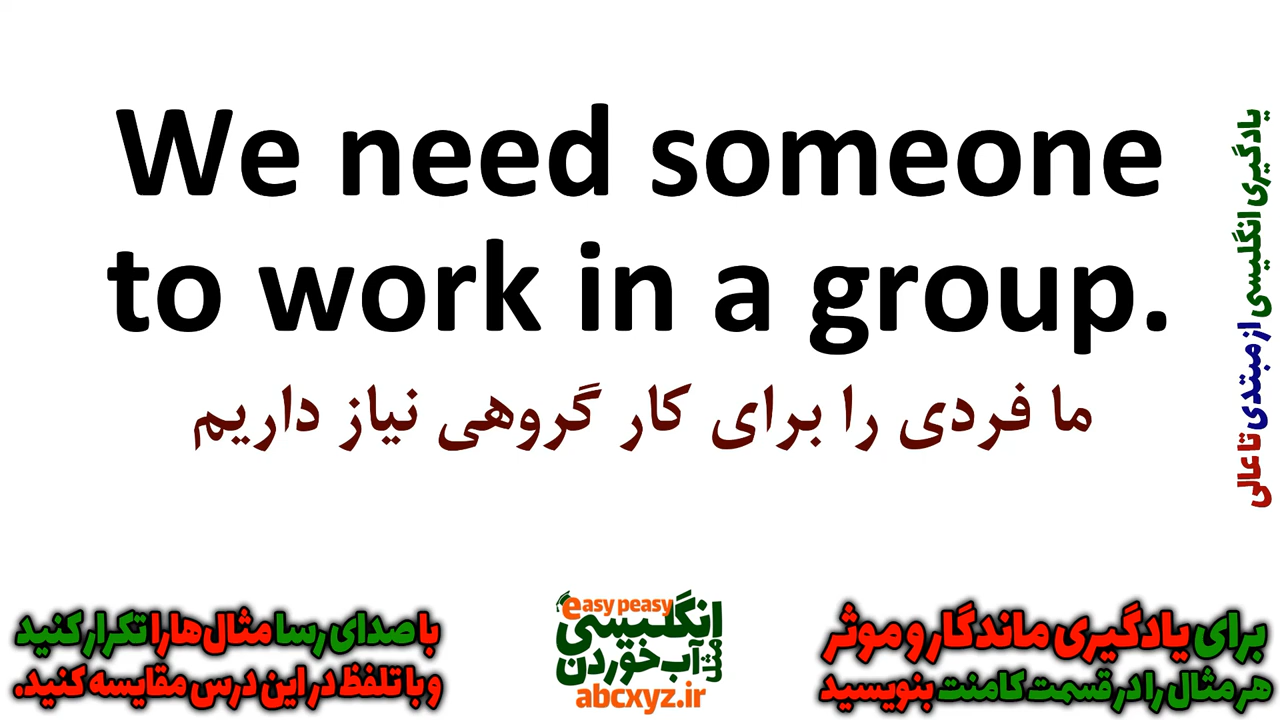 We need someone
to work in a group.
ما فردی را برای کار گروهی نیاز داریم
یادگیری انگلیسی از مبتدی تا عالی
برای یادگیری ماندگار و موثر
هر مثال را در قسمت کامنت بنویسید
easy peasy
انگلیسی
مثل
آب خوردن
abcxyz.ir
با صدای رسا مثال‌ها را تکرار کنید
و با تلفظ در این درس مقایسه کنید.